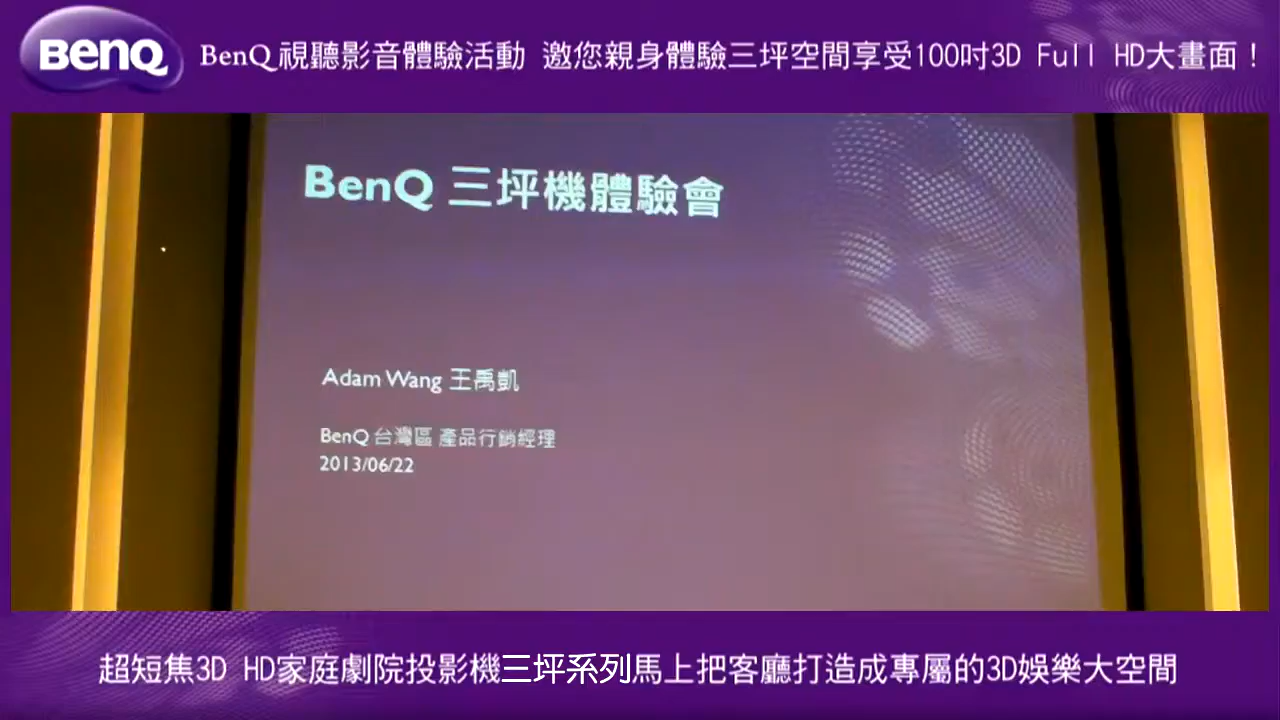 BenQ
BenQ視聽影音體驗活動 邀您親身體驗三坪空間享受100吋3D Full HD大畫面！
BenQ 三坪機體驗會
Adam Wang 王禹凱
BenQ 台灣區 產品行銷經理
2013/06/22
超短焦3D HD家庭劇院投影機三坪系列馬上把客廳打造成專屬的3D娛樂大空間